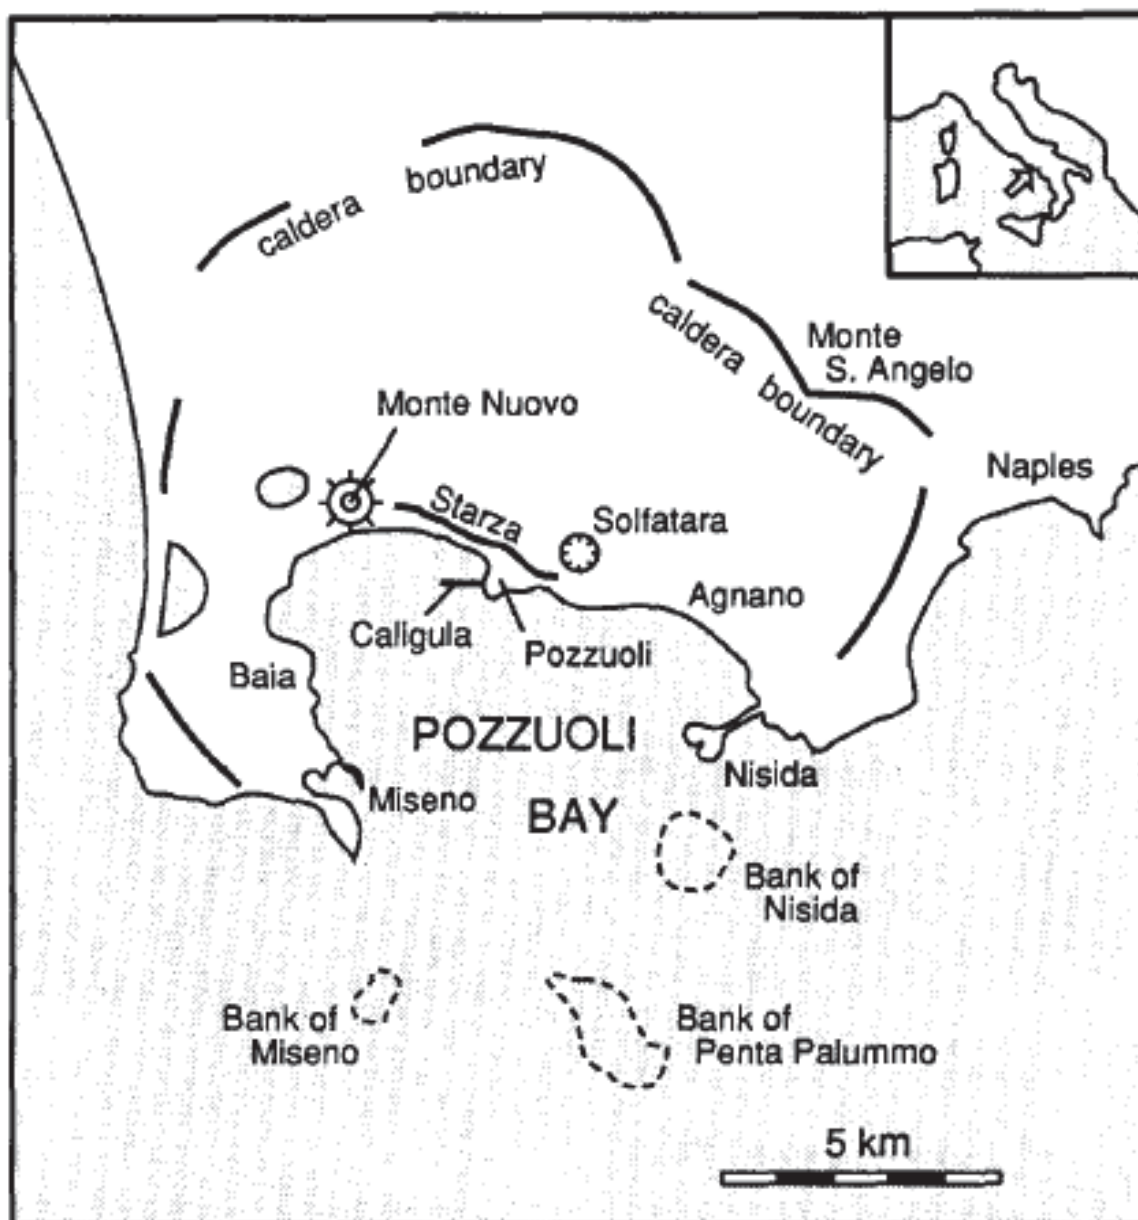 caldera boundary
caldera boundary
Monte
S. Angelo
Monte Nuovo
Naples
Starza
Solfatara
Agnano
Caligula
Pozzuoli
Baia
POZZUOLI
BAY
Nisida
Miseno
Bank of
Nisida
Bank of
Miseno
Bank of
Penta Palummo
5 km